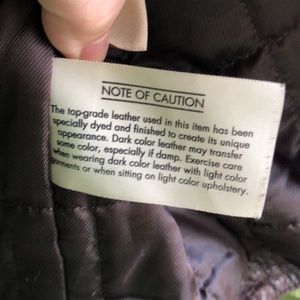 NOTE OF CAUTION
The top-grade leather used in this item has been
specially dyed and finished to create its unique
appearance. Dark color leather may transfer
some color, especially if damp. Exercise care
when wearing dark color leather with light color
garments or when sitting on light color upholstery.